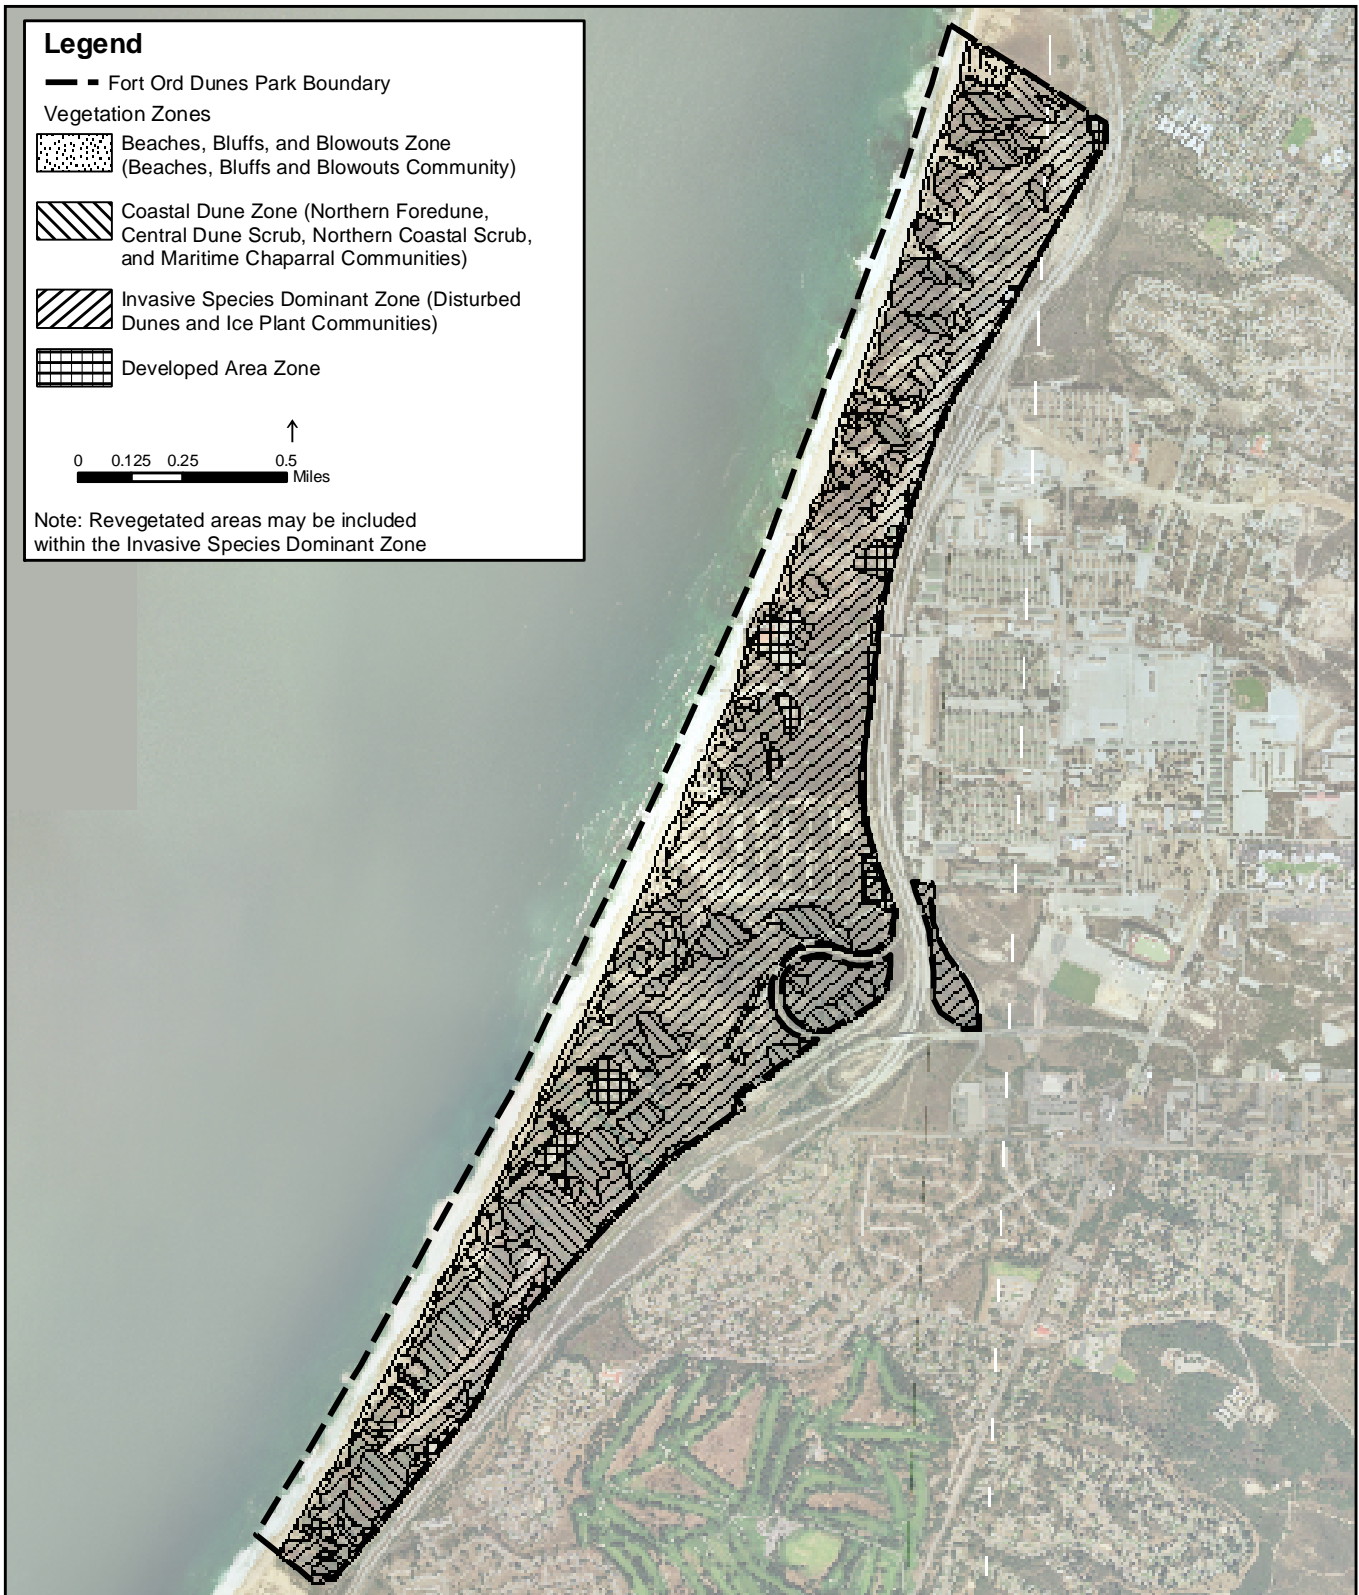 Legend
Fort Ord Dunes Park Boundary
Vegetation Zones
Beaches, Bluffs, and Blowouts Zone
(Beaches, Bluffs and Blowouts Community)
Coastal Dune Zone (Northern Foredune,
Central Dune Scrub, Northern Coastal Scrub,
and Maritime Chaparral Communities)
Invasive Species Dominant Zone (Disturbed
Dunes and Ice Plant Communities)
Developed Area Zone
0 0.125 0.25 0.5
Miles
Note: Revegetated areas may be included
within the Invasive Species Dominant Zone